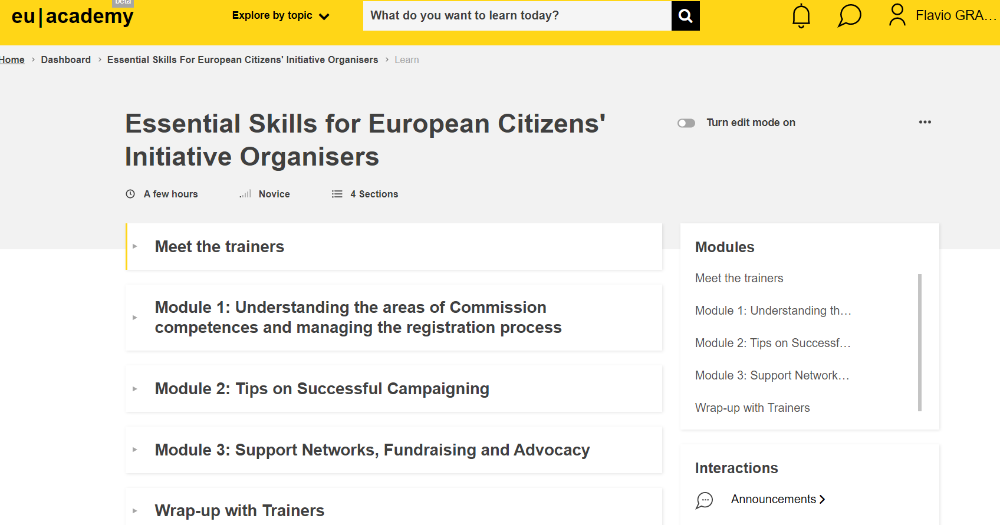 beta
eu|academy
Explore by topic
What do you want to learn today?
Flavio GRA...
Home > Dashboard > Essential Skills For European Citizens' Initiative Organisers > Learn
Essential Skills for European Citizens'
Initiative Organisers
Turn edit mode on
A few hours
Novice
4 Sections
Meet the trainers
Module 1: Understanding the areas of Commission
competences and managing the registration process
Module 2: Tips on Successful Campaigning
Module 3: Support Networks, Fundraising and Advocacy
Wrap-up with Trainers
Modules
Meet the trainers
Module 1: Understanding th...
Module 2: Tips on Successf...
Module 3: Support Network...
Wrap-up with Trainers
Interactions
Announcements